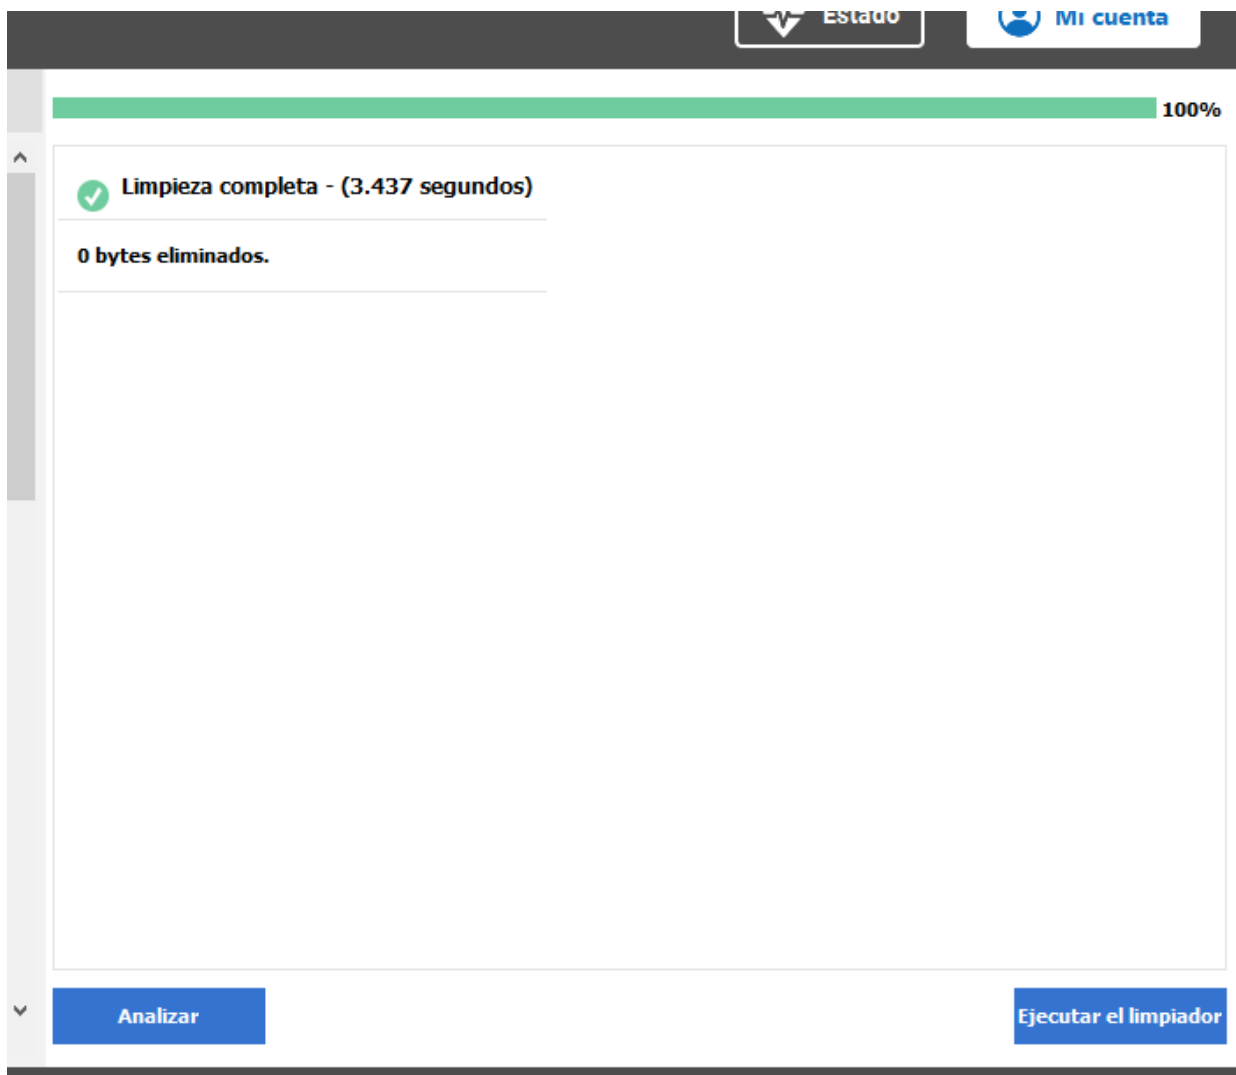 Estado
Mi cuenta
100%
Limpieza completa - (3.437 segundos)
0 bytes eliminados.
Analizar
Ejecutar el limpiador